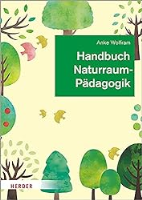 Anke Wolfram
Handbuch
Naturraum-
Pädagogik
HERDER